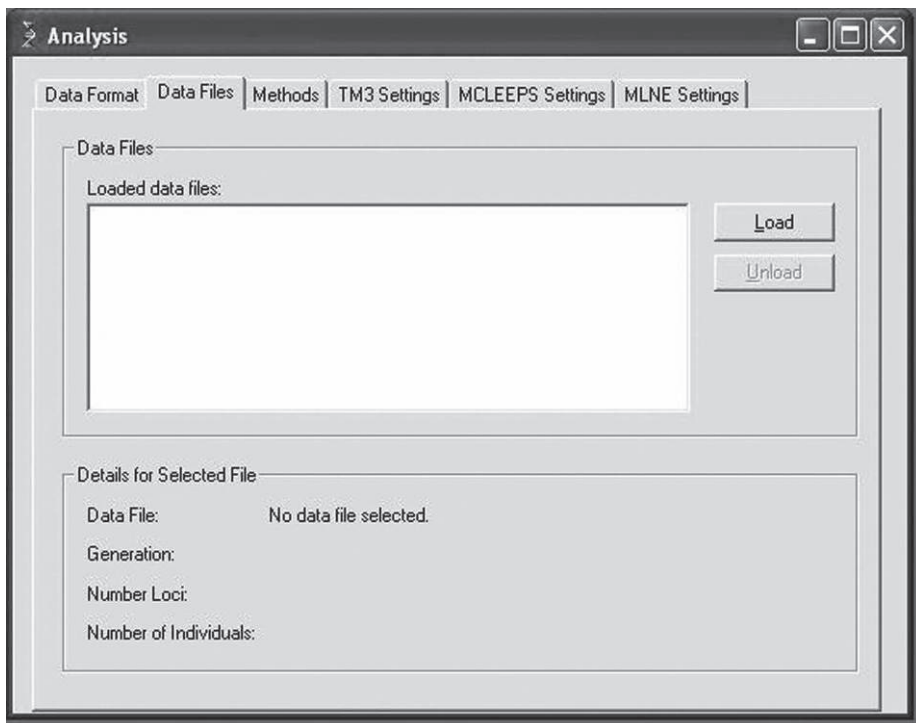 Analysis
Data Format Data Files Methods TM3 Settings MCLEEPS Settings MLNE Settings
Data Files
Loaded data files:
Load
Unload
Details for Selected File
Data File: No data file selected.
Generation:
Number Loci:
Number of Individuals: